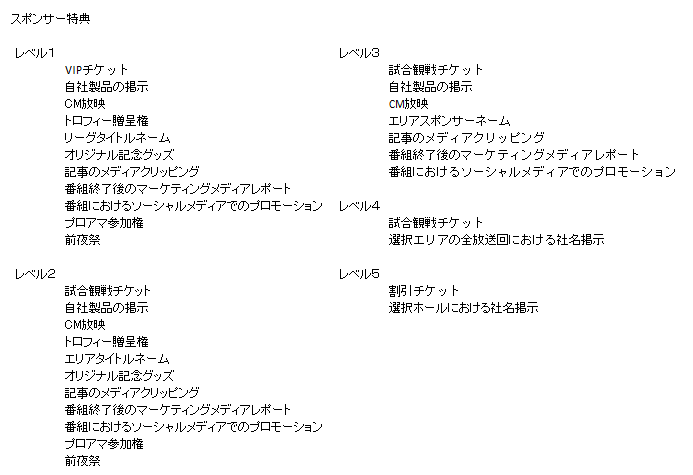 スポンサー特典
レベル1
VIPチケット
自社製品の掲示
CM放映
トロフィー贈呈権
リーグタイトルネーム
オリジナル記念グッズ
記事のメディアクリッピング
番組終了後のマーケティングメディアレポート
番組におけるソーシャルメディアでのプロモーション
プロアマ参加権
前夜祭
レベル2
試合観戦チケット
自社製品の掲示
CM放映
トロフィー贈呈権
エリアタイトルネーム
オリジナル記念グッズ
記事のメディアクリッピング
番組終了後のマーケティングメディアレポート
番組におけるソーシャルメディアでのプロモーション
プロアマ参加権
前夜祭
レベル3
試合観戦チケット
自社製品の掲示
CM放映
エリアスポンサーネーム
記事のメディアクリッピング
番組終了後のマーケティングメディアレポート
番組におけるソーシャルメディアでのプロモーション
レベル4
試合観戦チケット
選択エリアの全放送回における社名掲示
レベル5
割引チケット
選択ホールにおける社名掲示